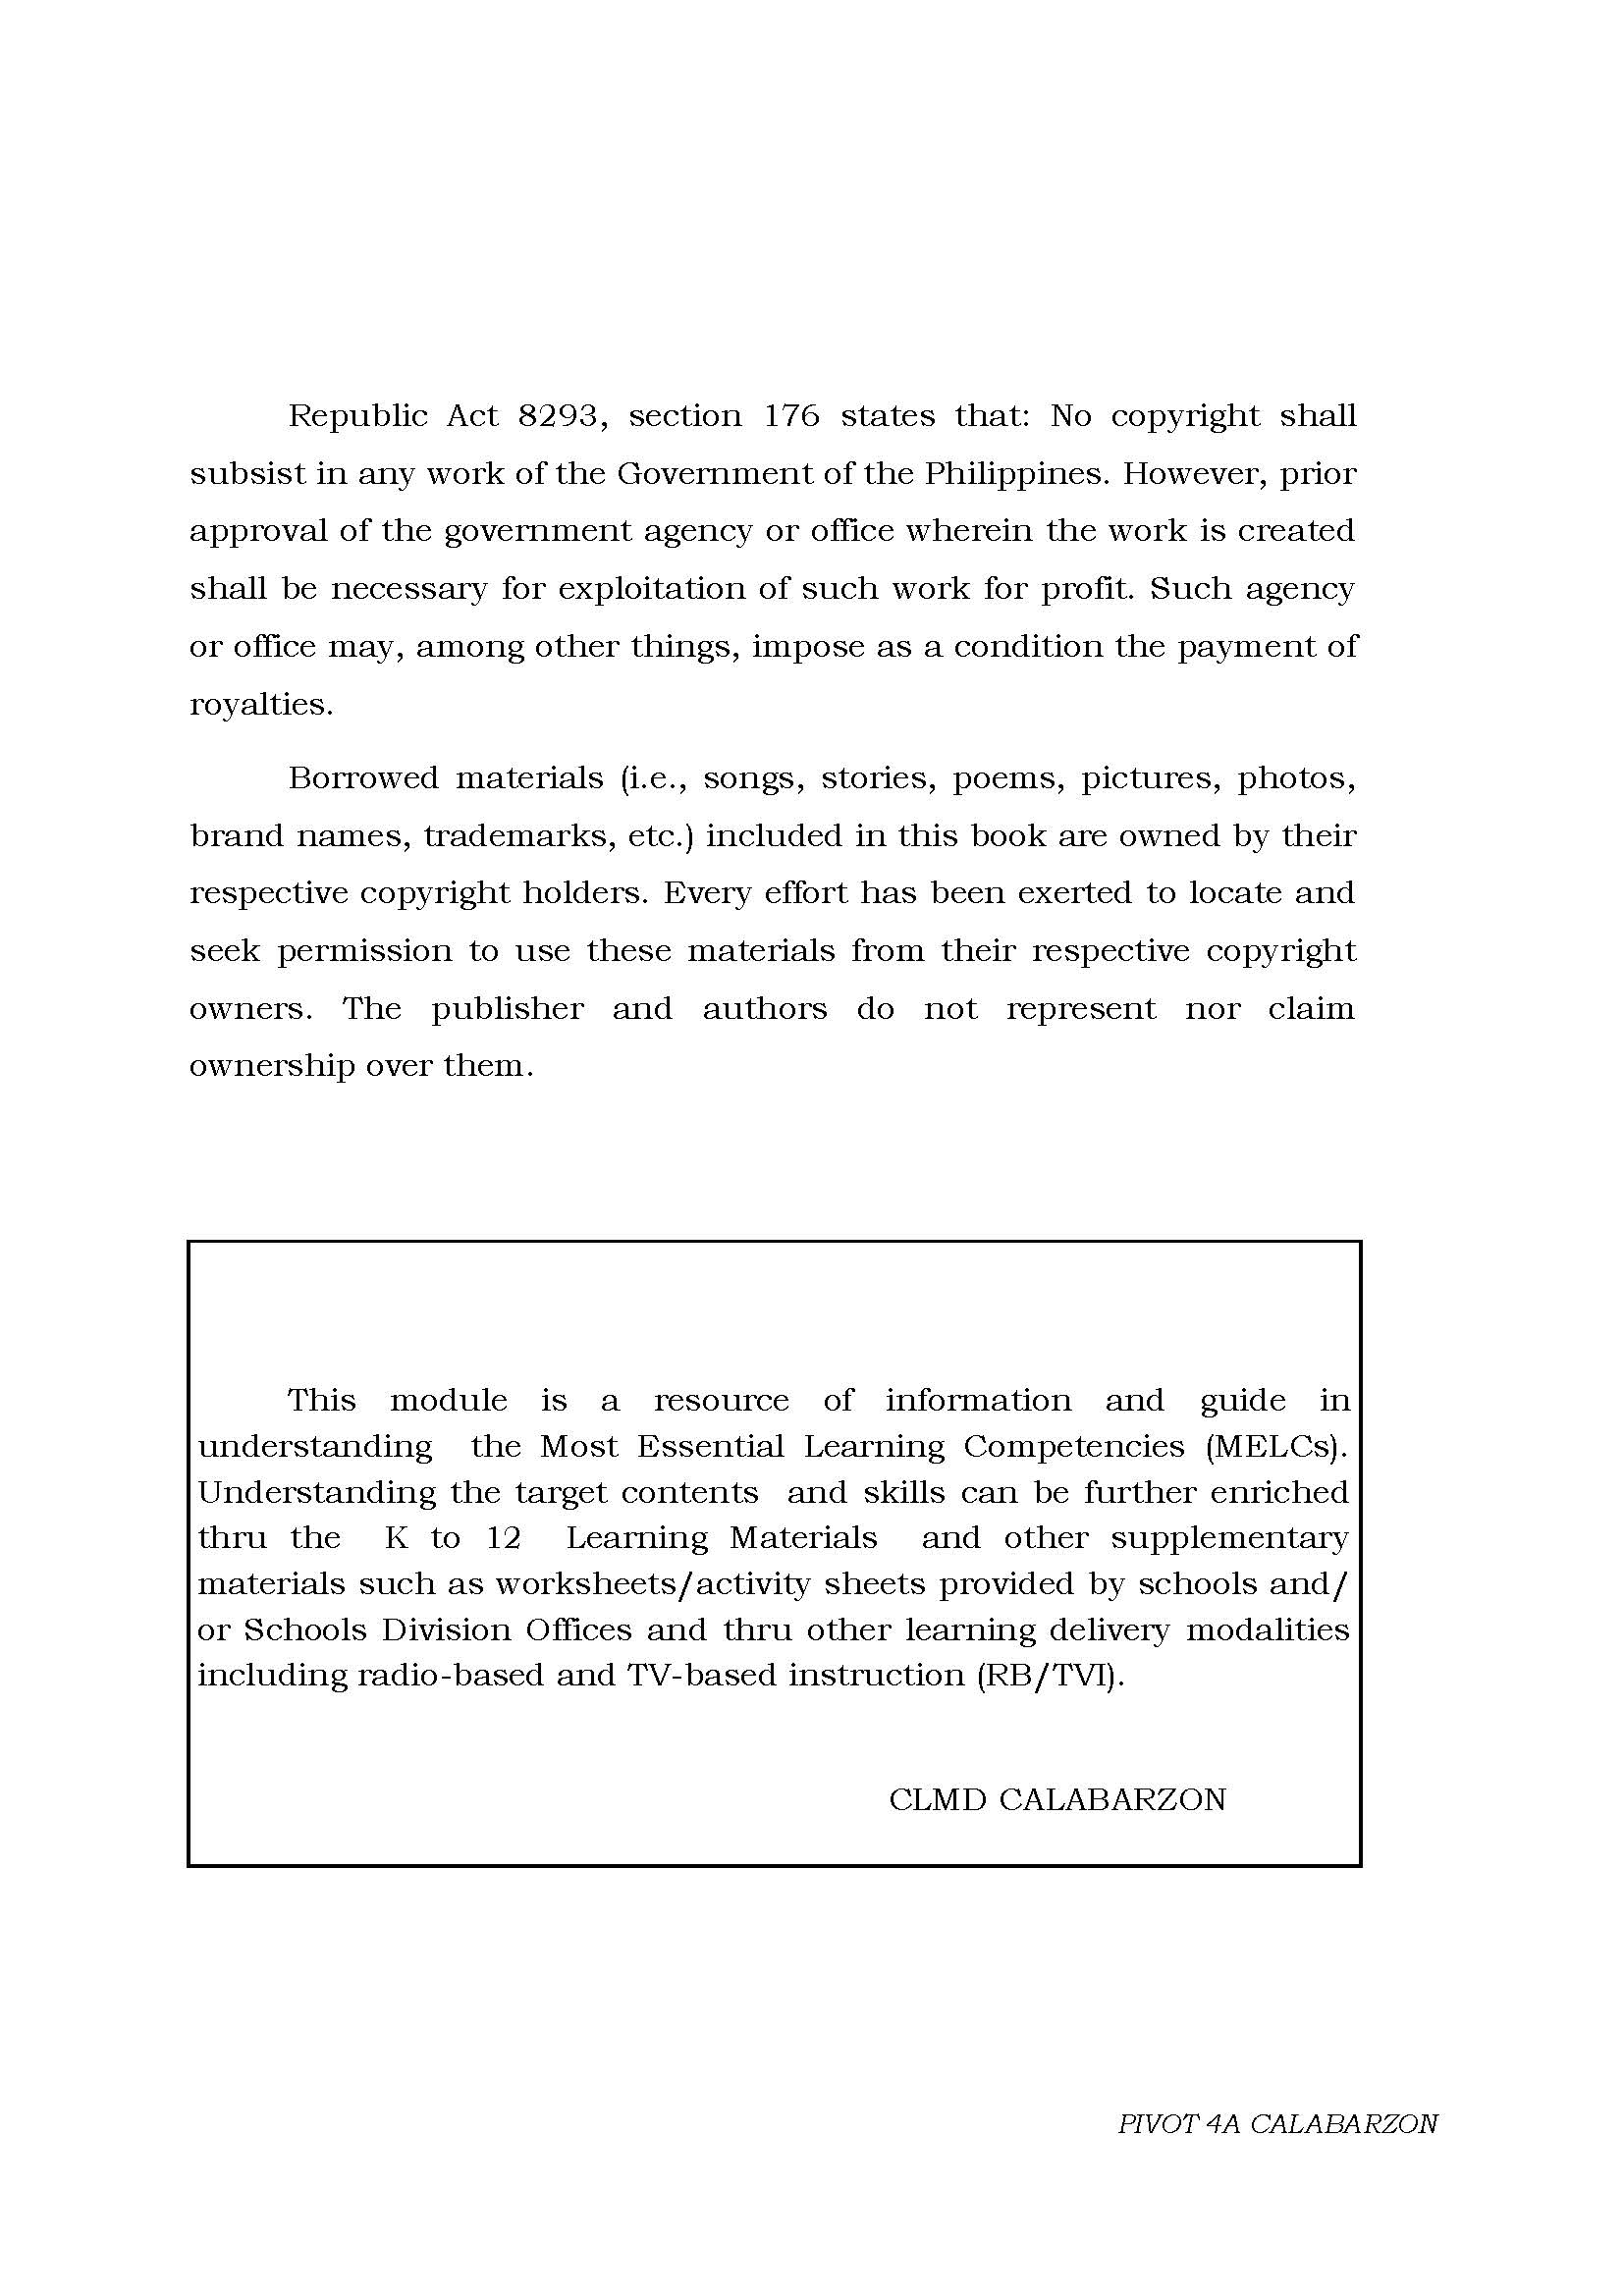 Republic Act 8293, section 176 states that: No copyright shall
subsist in any work of the Government of the Philippines. However, prior
approval of the government agency or office wherein the work is created
shall be necessary for exploitation of such work for profit. Such agency
or office may, among other things, impose as a condition the payment of
royalties.
Borrowed materials (i.e., songs, stories, poems, pictures, photos,
brand names, trademarks, etc.) included in this book are owned by their
respective copyright holders. Every effort has been exerted to locate and
seek permission to use these materials from their respective copyright
owners. The publisher and authors do not represent nor claim
ownership over them.
This module is a resource of information and guide in
understanding the Most Essential Learning Competencies (MELCs).
Understanding the target contents and skills can be further enriched
thru the K to 12 Learning Materials and other supplementary
materials such as worksheets/activity sheets provided by schools and/
or Schools Division Offices and thru other learning delivery modalities
including radio-based and TV-based instruction (RB/TVI).
CLMD CALABARZON
PIVOT 4A CALABARZON